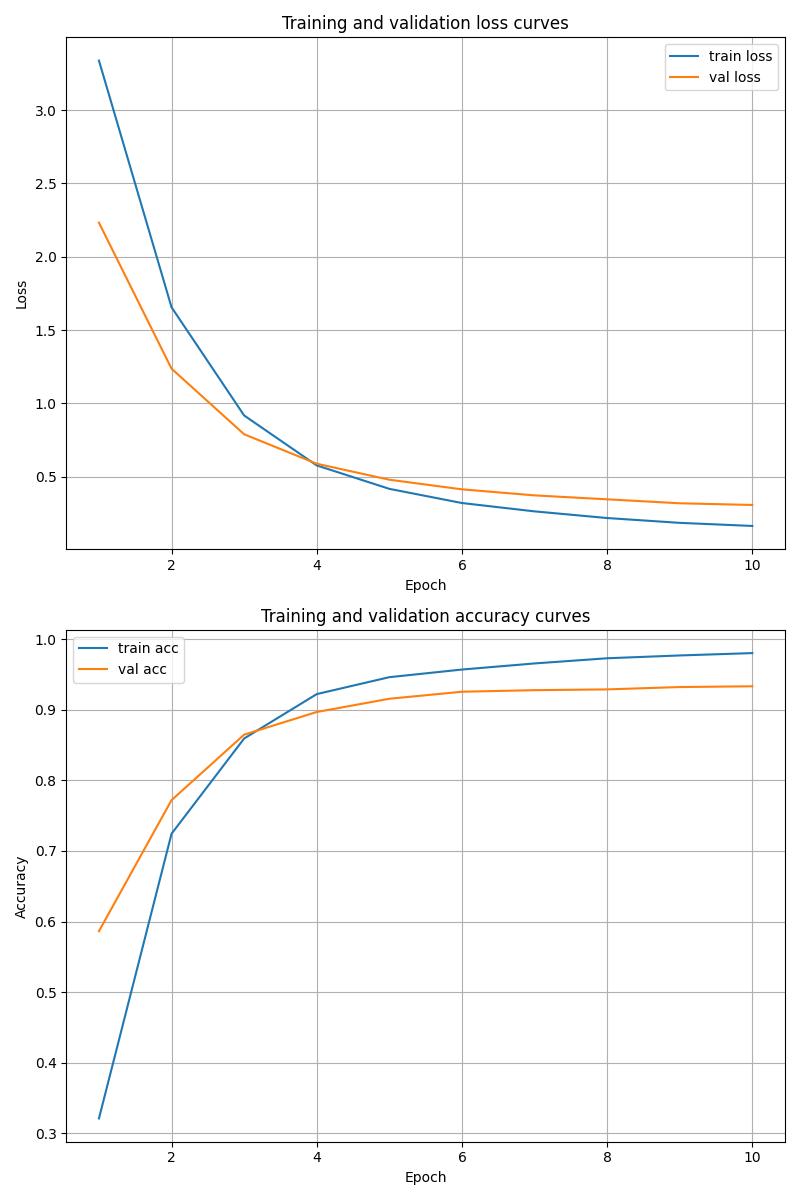 Training and validation loss curves
train loss
val loss
3.0
2.5
2.0
1.5
1.0
0.5
Loss
2 4 6 8 10
Epoch
Training and validation accuracy curves
train acc
val acc
1.0
0.9
0.8
0.7
0.6
0.5
0.4
0.3
Accuracy
2 4 6 8 10
Epoch